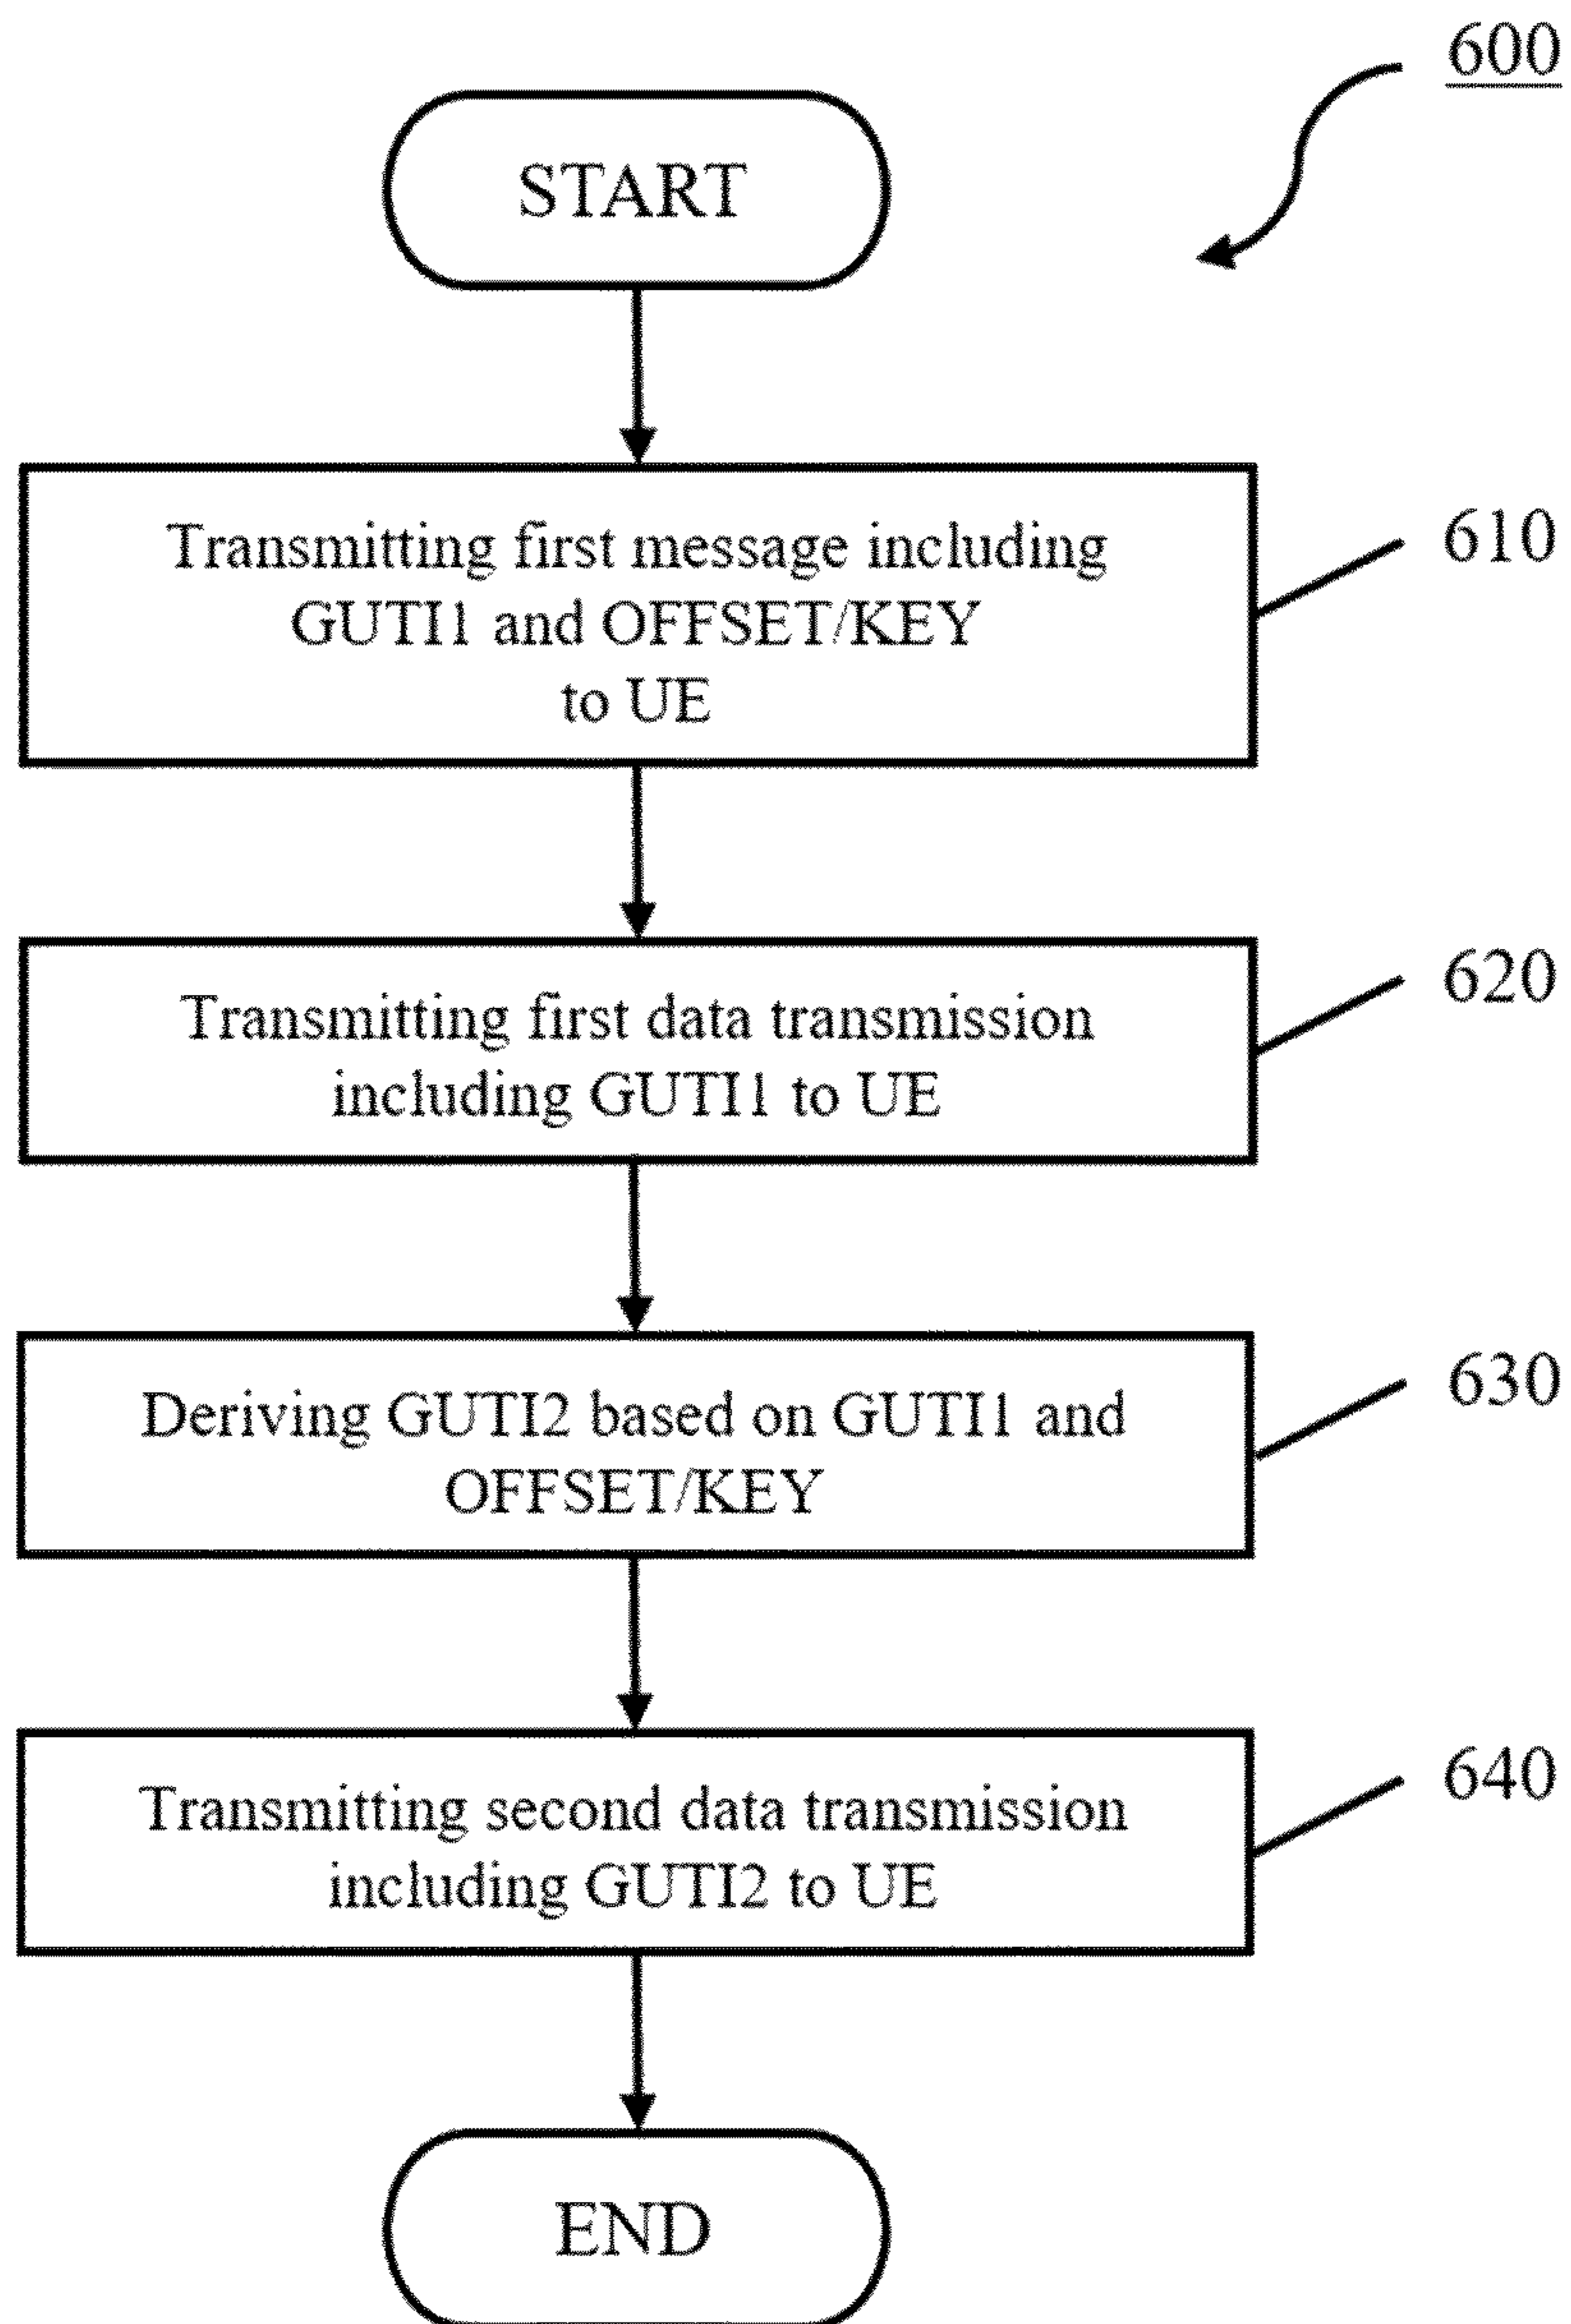 600
START
Transmitting first message including
GUTI1 and OFFSET/KEY
to UE
610
Transmitting first data transmission
including GUTI1 to UE
620
Deriving GUTI2 based on GUTI1 and
OFFSET/KEY
630
Transmitting second data transmission
including GUTI2 to UE
640
END